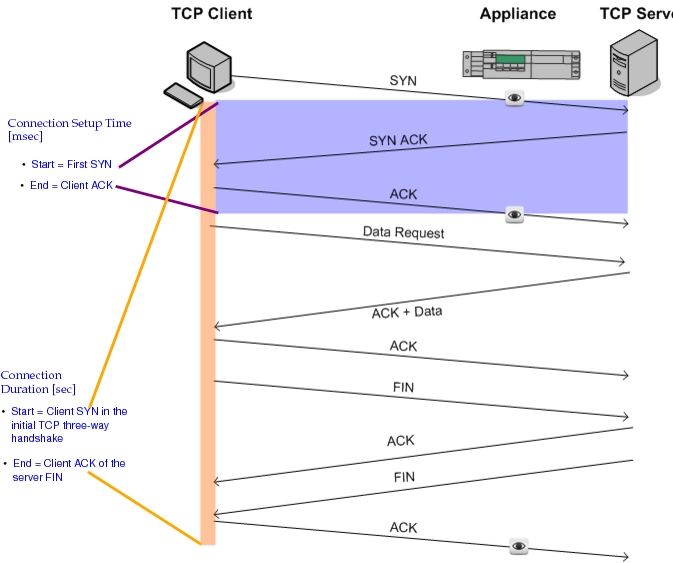 TCP Client
Appliance
TCP Serve
SYN
Connection Setup Time
[msec]
• Start = First SYN
• End = Client ACK
SYN ACK
ACK
Data Request
ACK + Data
ACK
Connection
Duration [sec]
• Start = Client SYN in the
initial TCP three-way
handshake
• End = Client ACK of the
server FIN
FIN
ACK
FIN
ACK